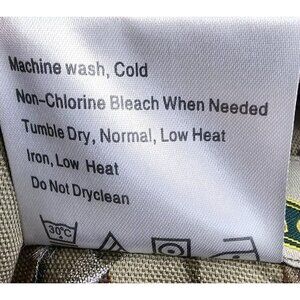 Machine wash, Cold
Non-Chlorine Bleach When Needed
Tumble Dry, Normal, Low Heat
Iron, Low Heat
Do Not Dryclean
30°C